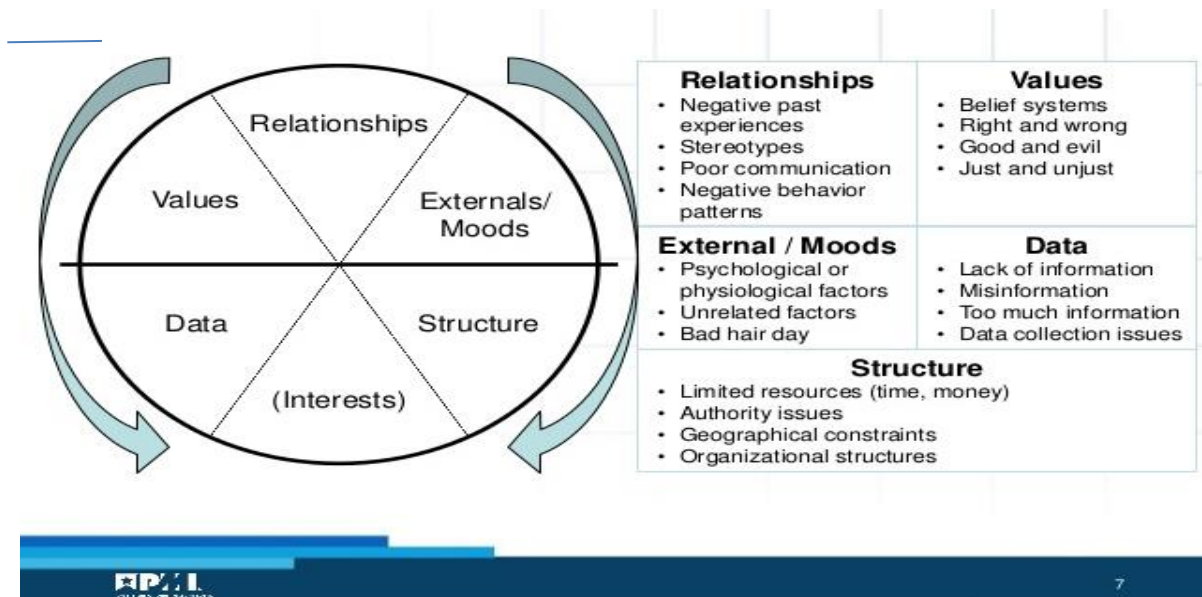 Relationships
Values
Externals/
Moods
Data
Structure
(Interests)
Relationships
• Negative past
experiences
• Stereotypes
• Poor communication
• Negative behavior
patterns
Values
• Belief systems
• Right and wrong
• Good and evil
• Just and unjust
External / Moods
• Psychological or
physiological factors
• Unrelated factors
• Bad hair day
Data
• Lack of information
• Misinformation
• Too much information
• Data collection issues
Structure
• Limited resources (time, money)
• Authority issues
• Geographical constraints
• Organizational structures
7